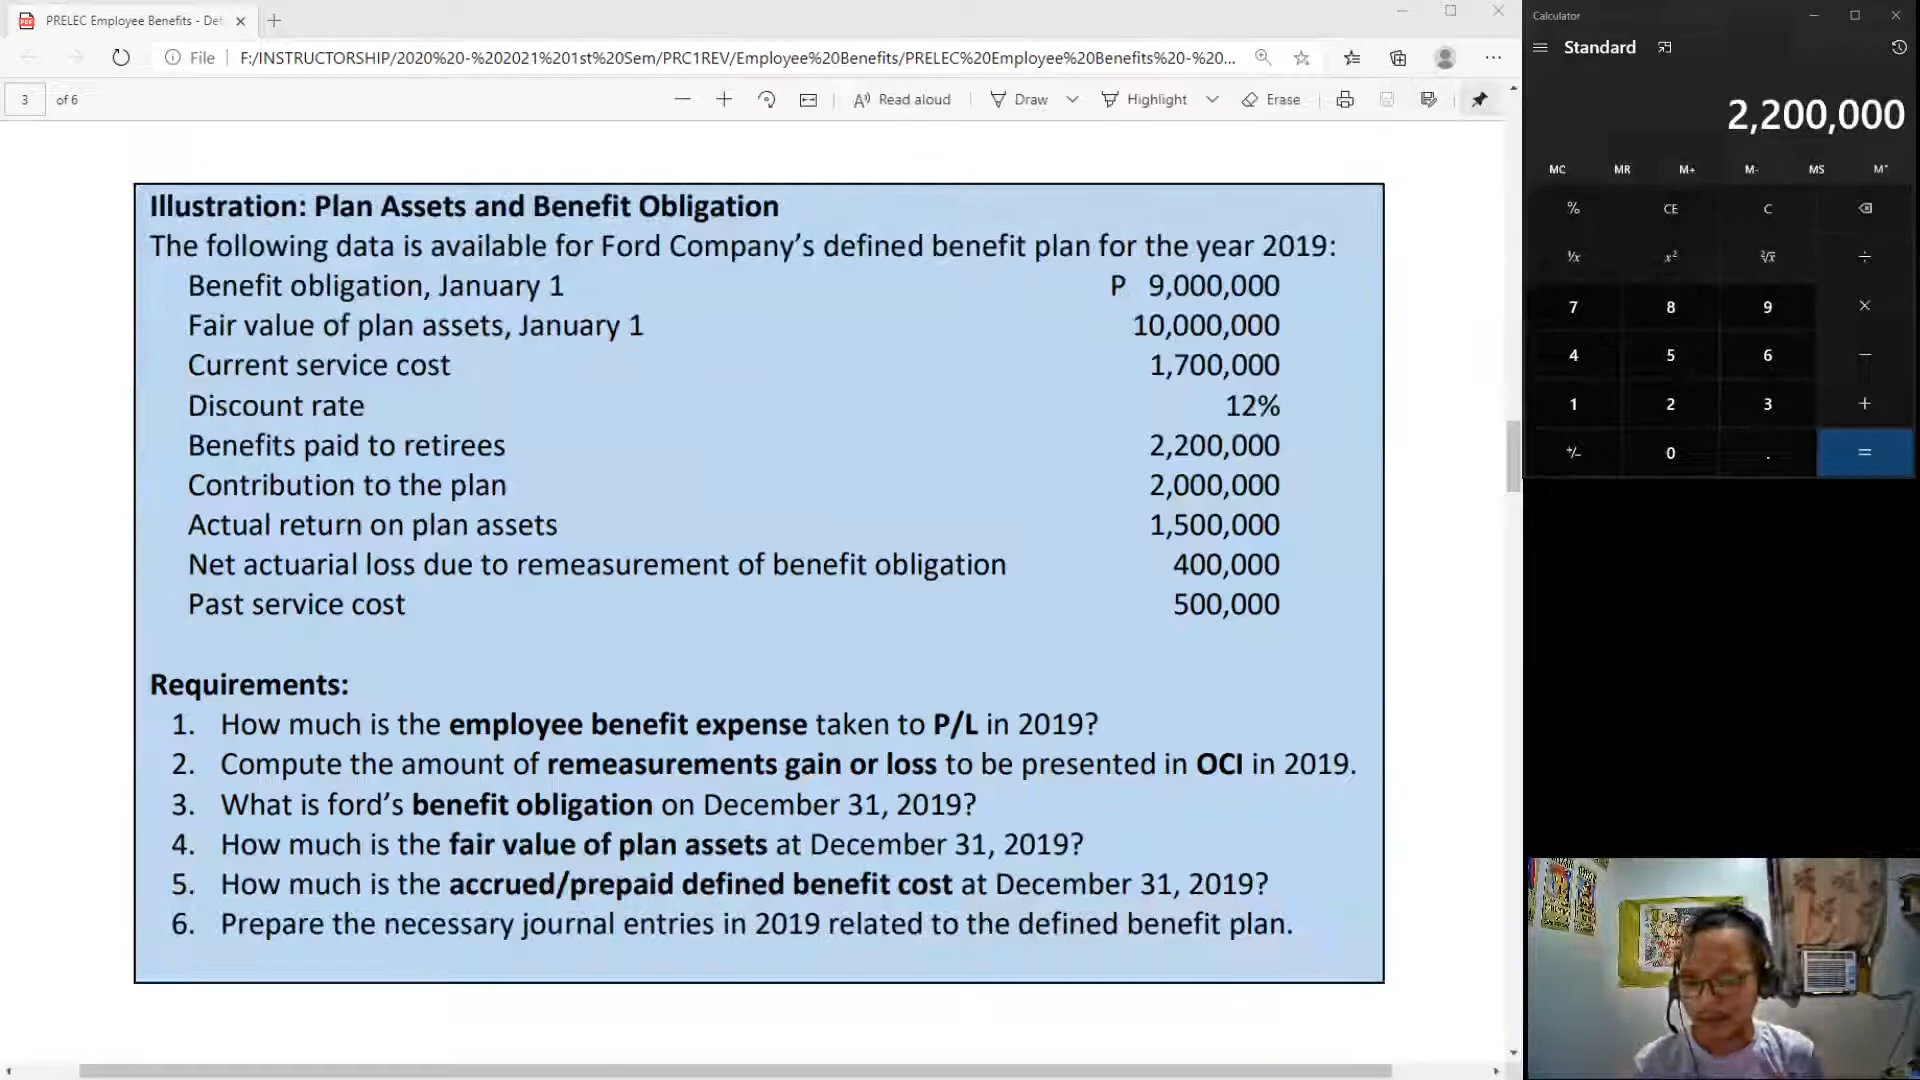 PRELEC Employee Benefits - De
File
F:/INSTRUCTORSHIP/2020%20-%202021%201st%20Sem/PRC1REV/Employee%20Benefits/PRELEC%20Employee%20Benefits%20-%20...
3 of 6
Read aloud
Draw
Highlight
Erase
Illustration: Plan Assets and Benefit Obligation
The following data is available for Ford Company’s defined benefit plan for the year 2019:
Benefit obligation, January 1 P 9,000,000
Fair value of plan assets, January 1 10,000,000
Current service cost 1,700,000
Discount rate 12%
Benefits paid to retirees 2,200,000
Contribution to the plan 2,000,000
Actual return on plan assets 1,500,000
Net actuarial loss due to remeasurement of benefit obligation 400,000
Past service cost 500,000
Requirements:
1. How much is the employee benefit expense taken to P/L in 2019?
2. Compute the amount of remeasurements gain or loss to be presented in OCI in 2019.
3. What is ford’s benefit obligation on December 31, 2019?
4. How much is the fair value of plan assets at December 31, 2019?
5. How much is the accrued/prepaid defined benefit cost at December 31, 2019?
6. Prepare the necessary journal entries in 2019 related to the defined benefit plan.
Calculator
Standard
2,200,000
MC MR M+ M- MS M˅
% CE C
¹/x x² ²√x ÷
7 8 9 ×
4 5 6 −
1 2 3 +
+/- 0 . =